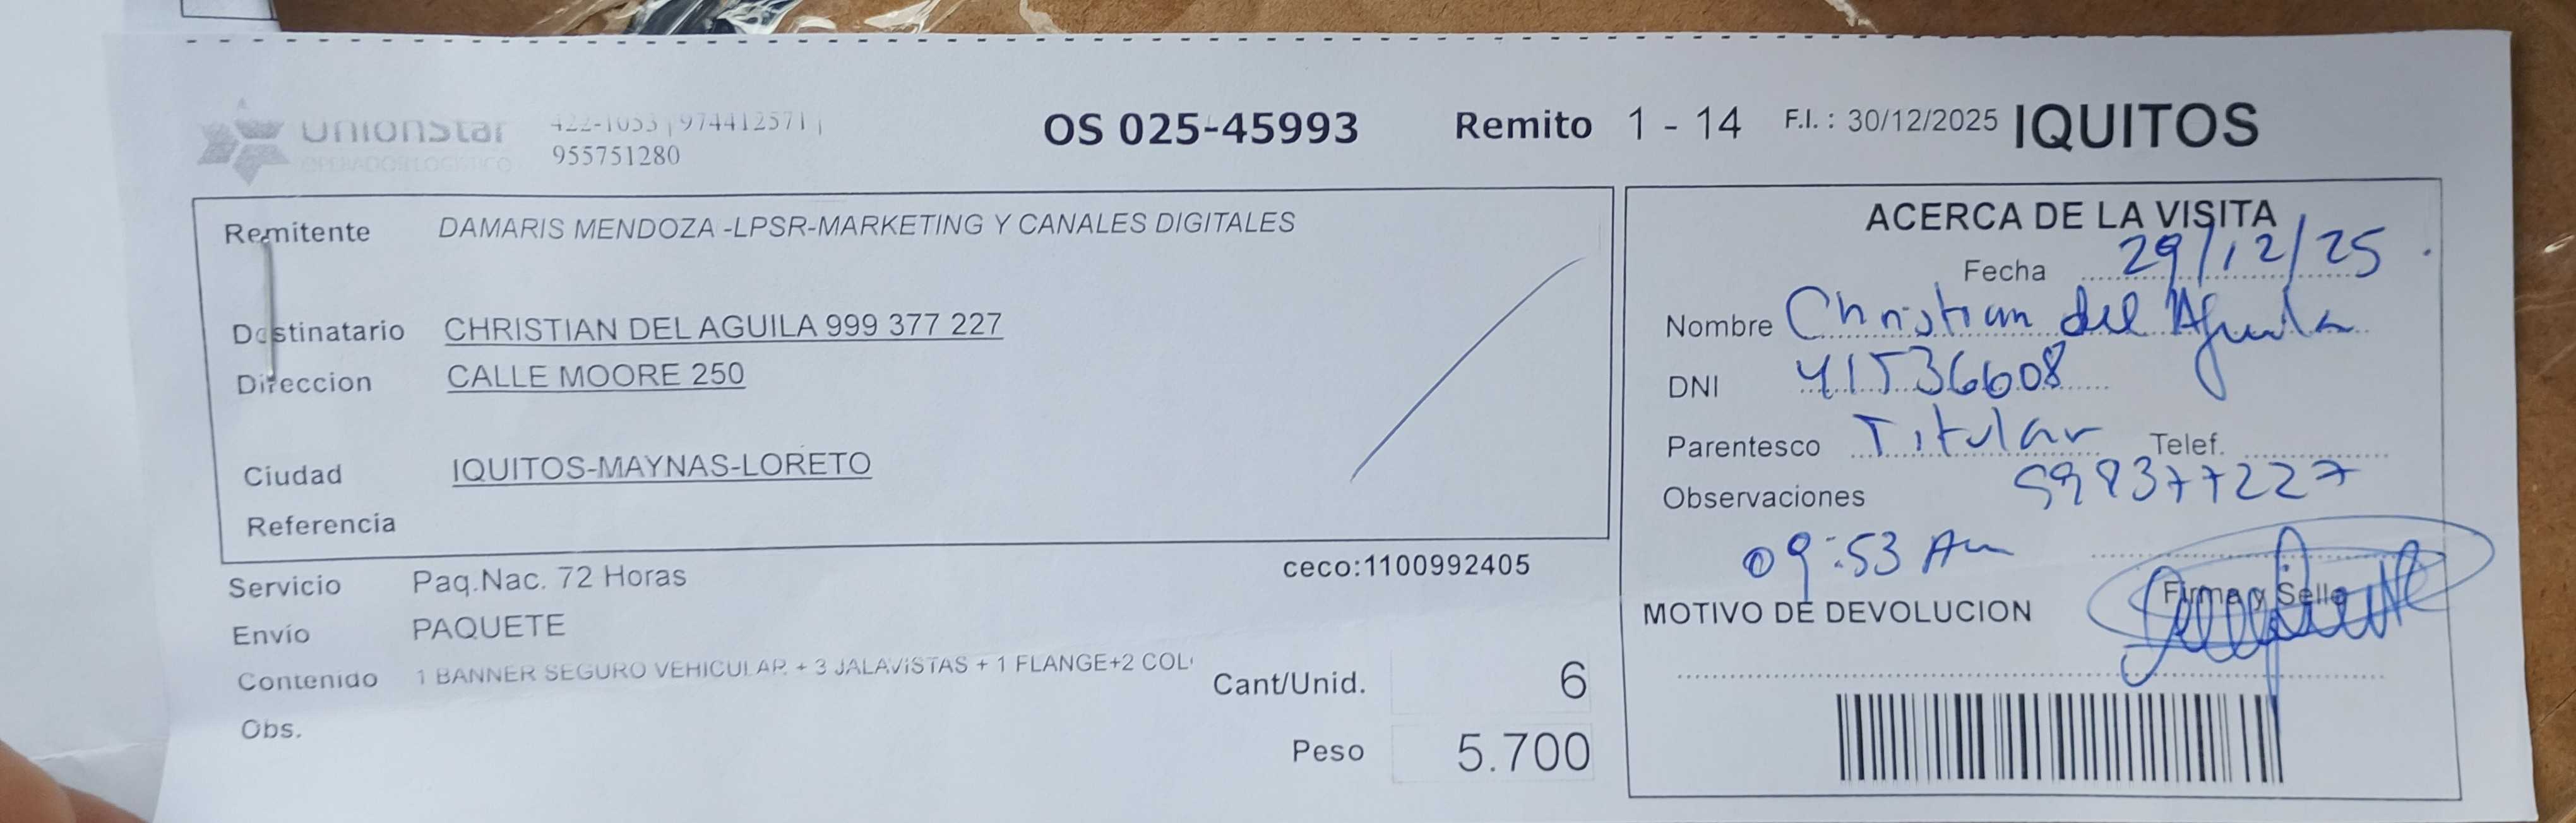 UnionStar 422-1053 | 974412571 |
OPERADOR LOGISTICO 955751280
OS 025-45993 Remito 1 - 14 F.I. : 30/12/2025 IQUITOS
Remitente DAMARIS MENDOZA -LPSR-MARKETING Y CANALES DIGITALES
Destinatario CHRISTIAN DEL AGUILA 999 377 227
Direccion CALLE MOORE 250
Ciudad IQUITOS-MAYNAS-LORETO
Referencia
ceco:1100992405
Servicio Paq.Nac. 72 Horas
Envío PAQUETE
Contenido 1 BANNER SEGURO VEHICULAR + 3 JALAVISTAS + 1 FLANGE+2 COL
Cant/Unid. 6
Obs.
Peso 5.700
ACERCA DE LA VISITA
Fecha 29/12/25
Nombre Christian del Aguila
DNI 41536608
Parentesco Titular Telef.
Observaciones 999377227
09:53 Am
Firma y Sello
MOTIVO DE DEVOLUCION